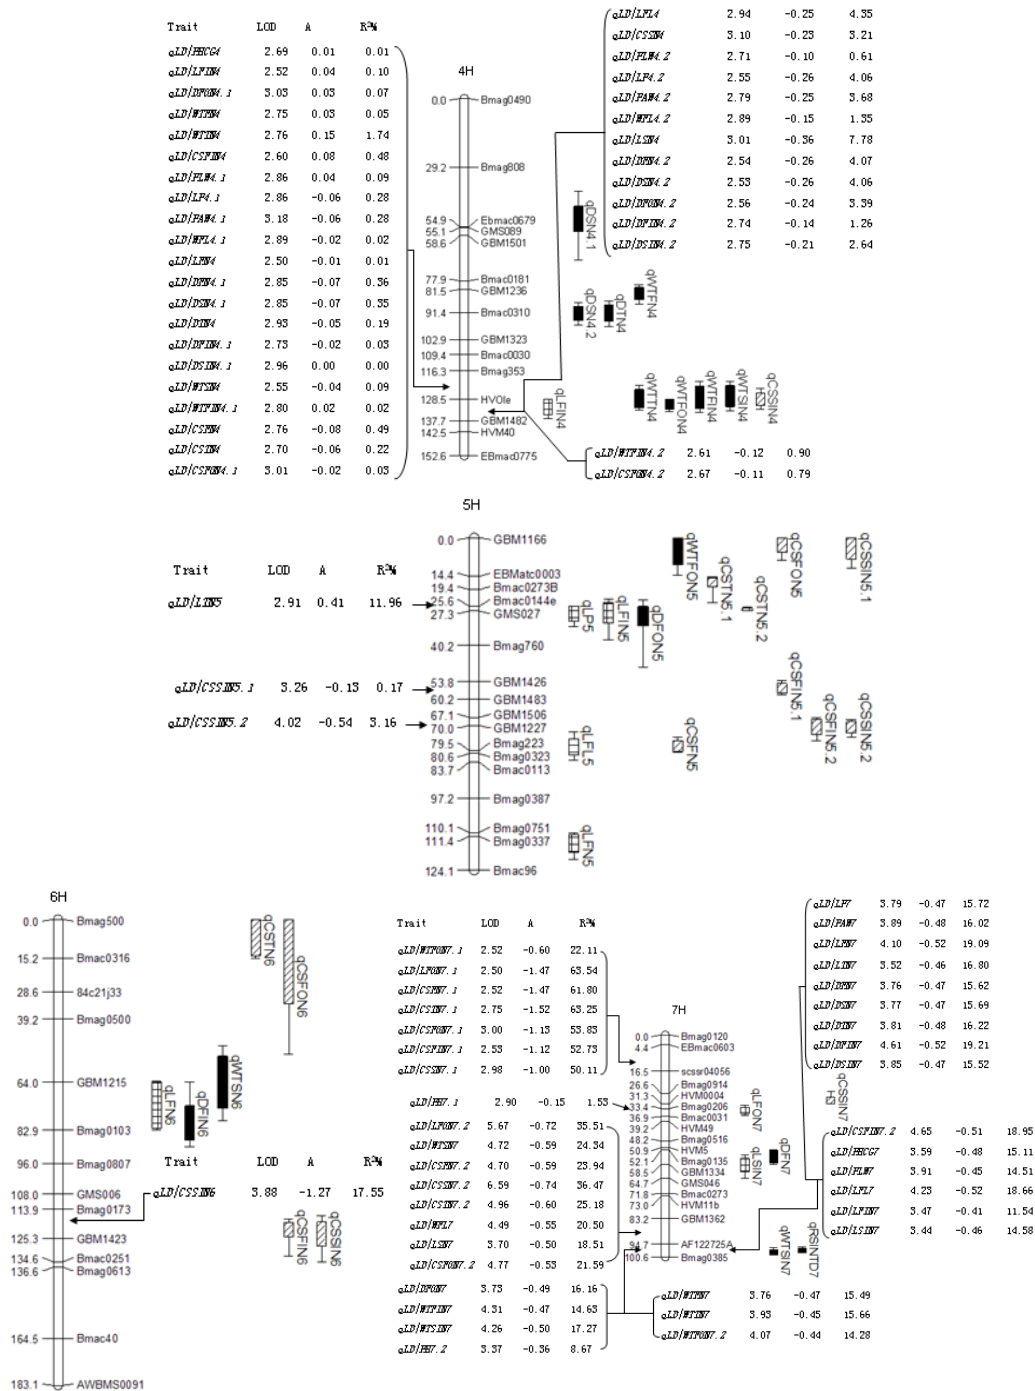 Trait LOD A R²%
qLD/HHCG4 2.69 0.01 0.01
qLD/LFIN4 2.52 0.04 0.10
qLD/DFON4.1 3.03 0.03 0.07
qLD/WTFN4 2.75 0.03 0.05
qLD/WTTN4 2.76 0.15 1.74
qLD/CSFIN4 2.60 0.08 0.48
qLD/FLW4.1 2.86 0.04 0.09
qLD/LF4.1 2.86 -0.06 0.28
qLD/FAW4.1 3.18 -0.06 0.28
qLD/WFL4.1 2.89 -0.02 0.02
qLD/LFN4 2.50 -0.01 0.01
qLD/DFN4.1 2.85 -0.07 0.36
qLD/DSN4.1 2.85 -0.07 0.35
qLD/DTN4 2.93 -0.05 0.19
qLD/DFIN4.1 2.73 -0.02 0.03
qLD/DSIN4.1 2.96 0.00 0.00
qLD/WTSN4 2.55 -0.04 0.09
qLD/WTFIN4.1 2.80 0.02 0.02
qLD/CSFN4 2.76 -0.08 0.49
qLD/CSTN4 2.70 -0.06 0.22
qLD/CSFON4.1 3.01 -0.02 0.03
4H
0.0 Bmag0490
29.2 Bmag808
54.9 Ebmac0679
55.1 GMS089
58.6 GBM1501
77.9 Bmac0181
81.5 GBM1236
91.4 Bmac0310
102.9 GBM1323
109.4 Bmac0030
116.3 Bmag353
128.5 HVOle
137.7 GBM1482
142.5 HVM40
152.6 EBmac0775
qDSN4.1
qWTFN4
qDSN4.2
qDTN4
qLFIN4
qWTTN4
qWTFON4
qWTFIN4
qWTSIN4
qCSSIN4
qLD/LFL4 2.94 -0.25 4.35
qLD/CSSN4 3.10 -0.23 3.21
qLD/FLW4.2 2.71 -0.10 0.61
qLD/LF4.2 2.55 -0.26 4.06
qLD/FAW4.2 2.79 -0.25 3.68
qLD/WFL4.2 2.89 -0.15 1.35
qLD/LSN4 3.01 -0.36 7.78
qLD/DFN4.2 2.54 -0.26 4.07
qLD/DSN4.2 2.53 -0.26 4.06
qLD/DFON4.2 2.56 -0.24 3.39
qLD/DFIN4.2 2.74 -0.14 1.26
qLD/DSIN4.2 2.75 -0.21 2.64
qLD/WTFIN4.2 2.61 -0.12 0.90
qLD/CSFON4.2 2.67 -0.11 0.79
5H
Trait LOD A R²%
qLD/LTN5 2.91 0.41 11.96
qLD/CSSIN5.1 3.26 -0.13 0.17
qLD/CSSIN5.2 4.02 -0.54 3.16
0.0 GBM1166
14.4 EBMatc0003
19.4 Bmac0273B
25.6 Bmac0144e
27.3 GMS027
40.2 Bmag760
53.8 GBM1426
60.2 GBM1483
67.1 GBM1506
70.0 GBM1227
79.5 Bmag223
80.6 Bmag0323
83.7 Bmac0113
97.2 Bmag0387
110.1 Bmag0751
111.4 Bmag0337
124.1 Bmac96
qLP5
qLFIN5
qDFON5
qWTFON5
qCSTN5.1
qCSTN5.2
qCSFON5
qCSSIN5.1
qCSFIN5.1
qCSFIN5.2
qCSSIN5.2
qLFL5
qCSFN5
qLFN5
6H
0.0 Bmag500
15.2 Bmac0316
28.6 84c21j33
39.2 Bmag0500
64.0 GBM1215
82.9 Bmag0103
96.0 Bmag0807
108.0 GMS006
113.9 Bmag0173
125.3 GBM1423
134.6 Bmac0251
136.6 Bmag0613
164.5 Bmac40
183.1 AWBMS0091
qCSTN6
qCSFON6
qWTSN6
qLFN6
qDFIN6
qCSFIN6
qCSSIN6
Trait LOD A R²%
qLD/CSSIN6 3.88 -1.27 17.55
Trait LOD A R²%
qLD/WTFON7.1 2.52 -0.60 22.11
qLD/LFON7.1 2.50 -1.47 63.54
qLD/CSFN7.1 2.52 -1.47 61.80
qLD/CSTN7.1 2.75 -1.52 63.25
qLD/CSFON7.1 3.00 -1.13 53.83
qLD/CSFIN7.1 2.53 -1.12 52.73
qLD/CSSN7.1 2.98 -1.00 50.11
qLD/HH7.1 2.90 -0.15 1.53
qLD/LFON7.2 5.67 -0.72 35.51
qLD/WTSN7 4.72 -0.59 24.34
qLD/CSFN7.2 4.70 -0.59 23.94
qLD/CSSN7.2 6.59 -0.74 36.47
qLD/CSTN7.2 4.96 -0.60 25.18
qLD/WFL7 4.49 -0.55 20.50
qLD/LSN7 3.70 -0.50 18.51
qLD/CSFON7.2 4.77 -0.53 21.59
qLD/DFON7 3.73 -0.49 16.16
qLD/WTFIN7 4.31 -0.47 14.63
qLD/WTSIN7 4.26 -0.50 17.27
qLD/HH7.2 3.37 -0.36 8.67
7H
0.0 Bmag0120
4.4 EBmac0603
16.5 scssr04056
26.6 Bmag0914
31.3 HVM0004
33.4 Bmag0206
36.9 Bmac0031
39.2 HVM49
48.2 Bmag0516
50.9 HVM5
52.1 Bmag0135
58.5 GBM1334
64.7 GMS046
71.8 Bmac0273
73.0 HVM11b
83.2 GBM1362
94.7 AF122725A
100.6 Bmag0385
qLFON7
qLSIN7
qDFN7
qCSSIN7
qWTSIN7
qRSINTD7
qLD/LF7 3.79 -0.47 15.72
qLD/FAW7 3.89 -0.48 16.02
qLD/LFN7 4.10 -0.52 19.09
qLD/LTN7 3.52 -0.46 16.80
qLD/DFN7 3.76 -0.47 15.62
qLD/DSN7 3.77 -0.47 15.69
qLD/DTN7 3.81 -0.48 16.22
qLD/DFIN7 4.61 -0.52 19.21
qLD/DSIN7 3.85 -0.47 15.52
qLD/CSFIN7.2 4.65 -0.51 18.95
qLD/HHCG7 3.59 -0.48 15.11
qLD/FLW7 3.91 -0.45 14.51
qLD/LFL7 4.23 -0.52 18.66
qLD/LFIN7 3.47 -0.41 11.54
qLD/LSIN7 3.44 -0.46 14.58
qLD/WTFN7 3.76 -0.47 15.49
qLD/WTTN7 3.93 -0.45 15.66
qLD/WTFON7.2 4.07 -0.44 14.28